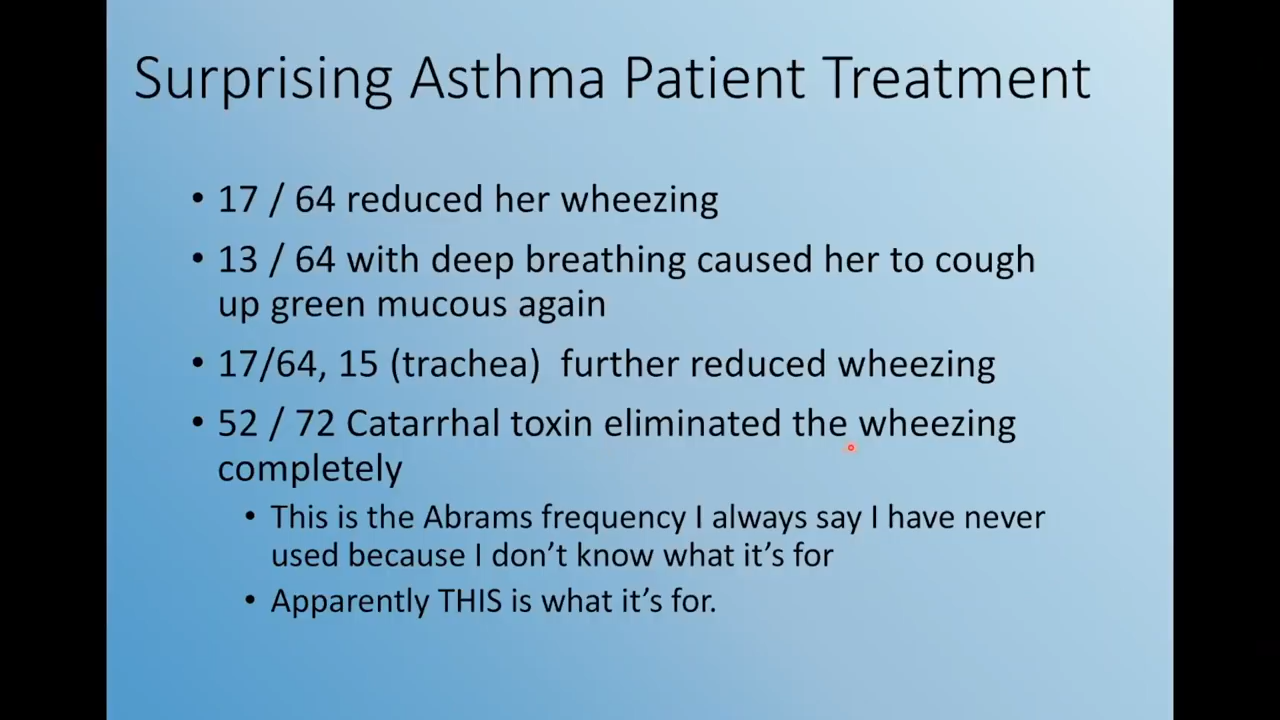 Surprising Asthma Patient Treatment
• 17 / 64 reduced her wheezing
• 13 / 64 with deep breathing caused her to cough
up green mucous again
• 17/64, 15 (trachea)  further reduced wheezing
• 52 / 72 Catarrhal toxin eliminated the wheezing
completely
• This is the Abrams frequency I always say I have never
used because I don’t know what it’s for
• Apparently THIS is what it’s for.